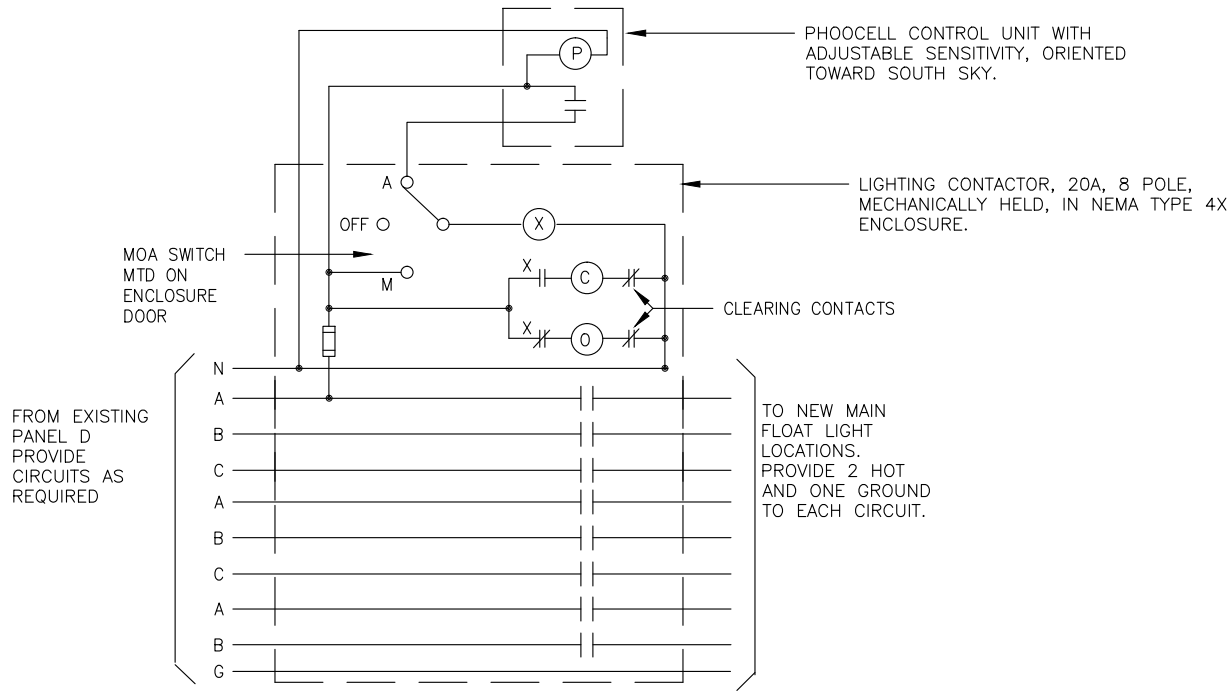 PHOOCELL CONTROL UNIT WITH
ADJUSTABLE SENSITIVITY, ORIENTED
TOWARD SOUTH SKY.
P
A
OFF
X
LIGHTING CONTACTOR, 20A, 8 POLE,
MECHANICALLY HELD, IN NEMA TYPE 4X
ENCLOSURE.
MOA SWITCH
MTD ON
ENCLOSURE
DOOR
M
X
C
X
O
CLEARING CONTACTS
FROM EXISTING
PANEL D
PROVIDE
CIRCUITS AS
REQUIRED
N
A
B
C
A
B
C
A
B
G
TO NEW MAIN
FLOAT LIGHT
LOCATIONS.
PROVIDE 2 HOT
AND ONE GROUND
TO EACH CIRCUIT.